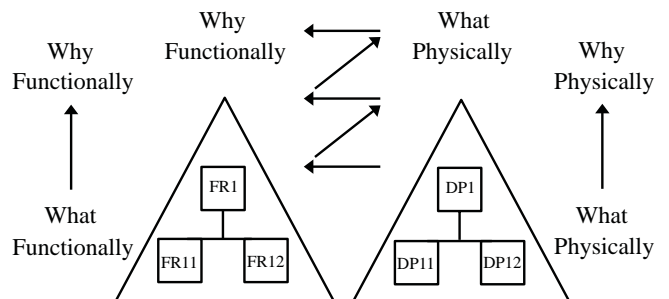 Why
Functionally
Why
Functionally
What
Physically
Why
Physically
FR1
DP1
What
Functionally
FR11
FR12
DP11
DP12
What
Physically